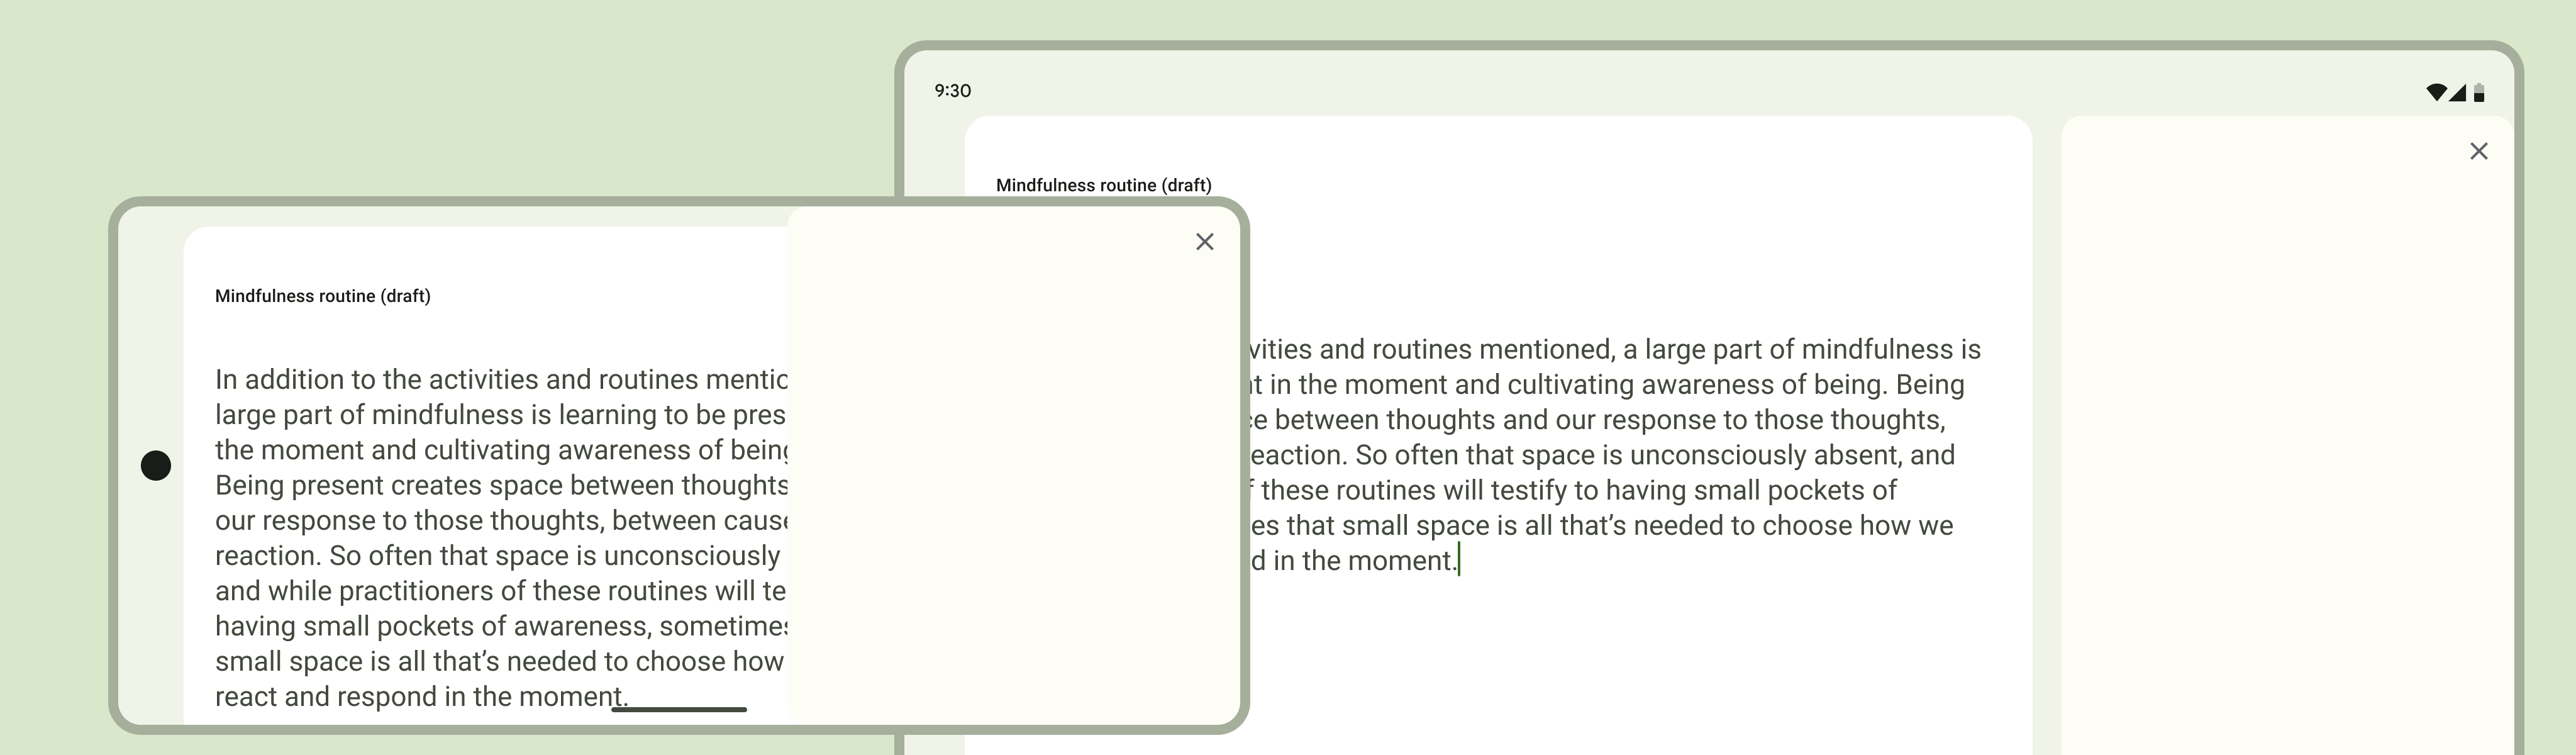 9:30
Mindfulness routine (draft)
vities and routines mentioned, a large part of mindfulness is
in the moment and cultivating awareness of being. Being
between thoughts and our response to those thoughts,
eaction. So often that space is unconsciously absent, and
these routines will testify to having small pockets of
es that small space is all that’s needed to choose how we
d in the moment.
Mindfulness routine (draft)
In addition to the activities and routines mentio
large part of mindfulness is learning to be pres
the moment and cultivating awareness of being
Being present creates space between thoughts
our response to those thoughts, between cause
reaction. So often that space is unconsciously
and while practitioners of these routines will te
having small pockets of awareness, sometimes
small space is all that’s needed to choose how
react and respond in the moment.